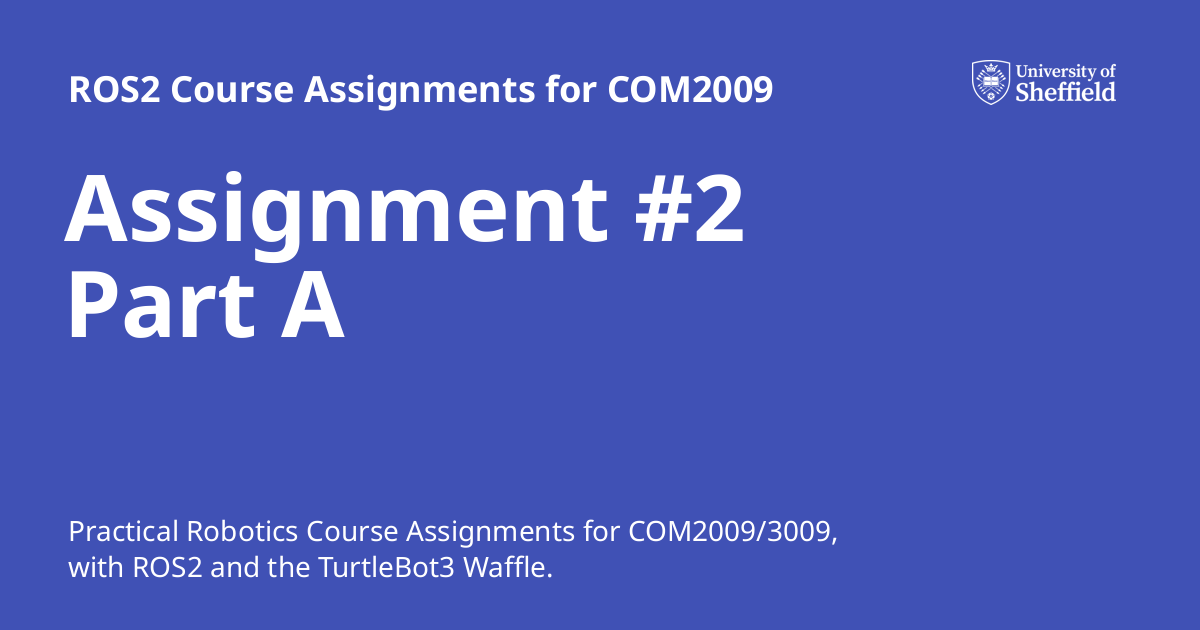 ROS2 Course Assignments for COM2009
University of
Sheffield
Assignment #2
Part A
Practical Robotics Course Assignments for COM2009/3009,
with ROS2 and the TurtleBot3 Waffle.